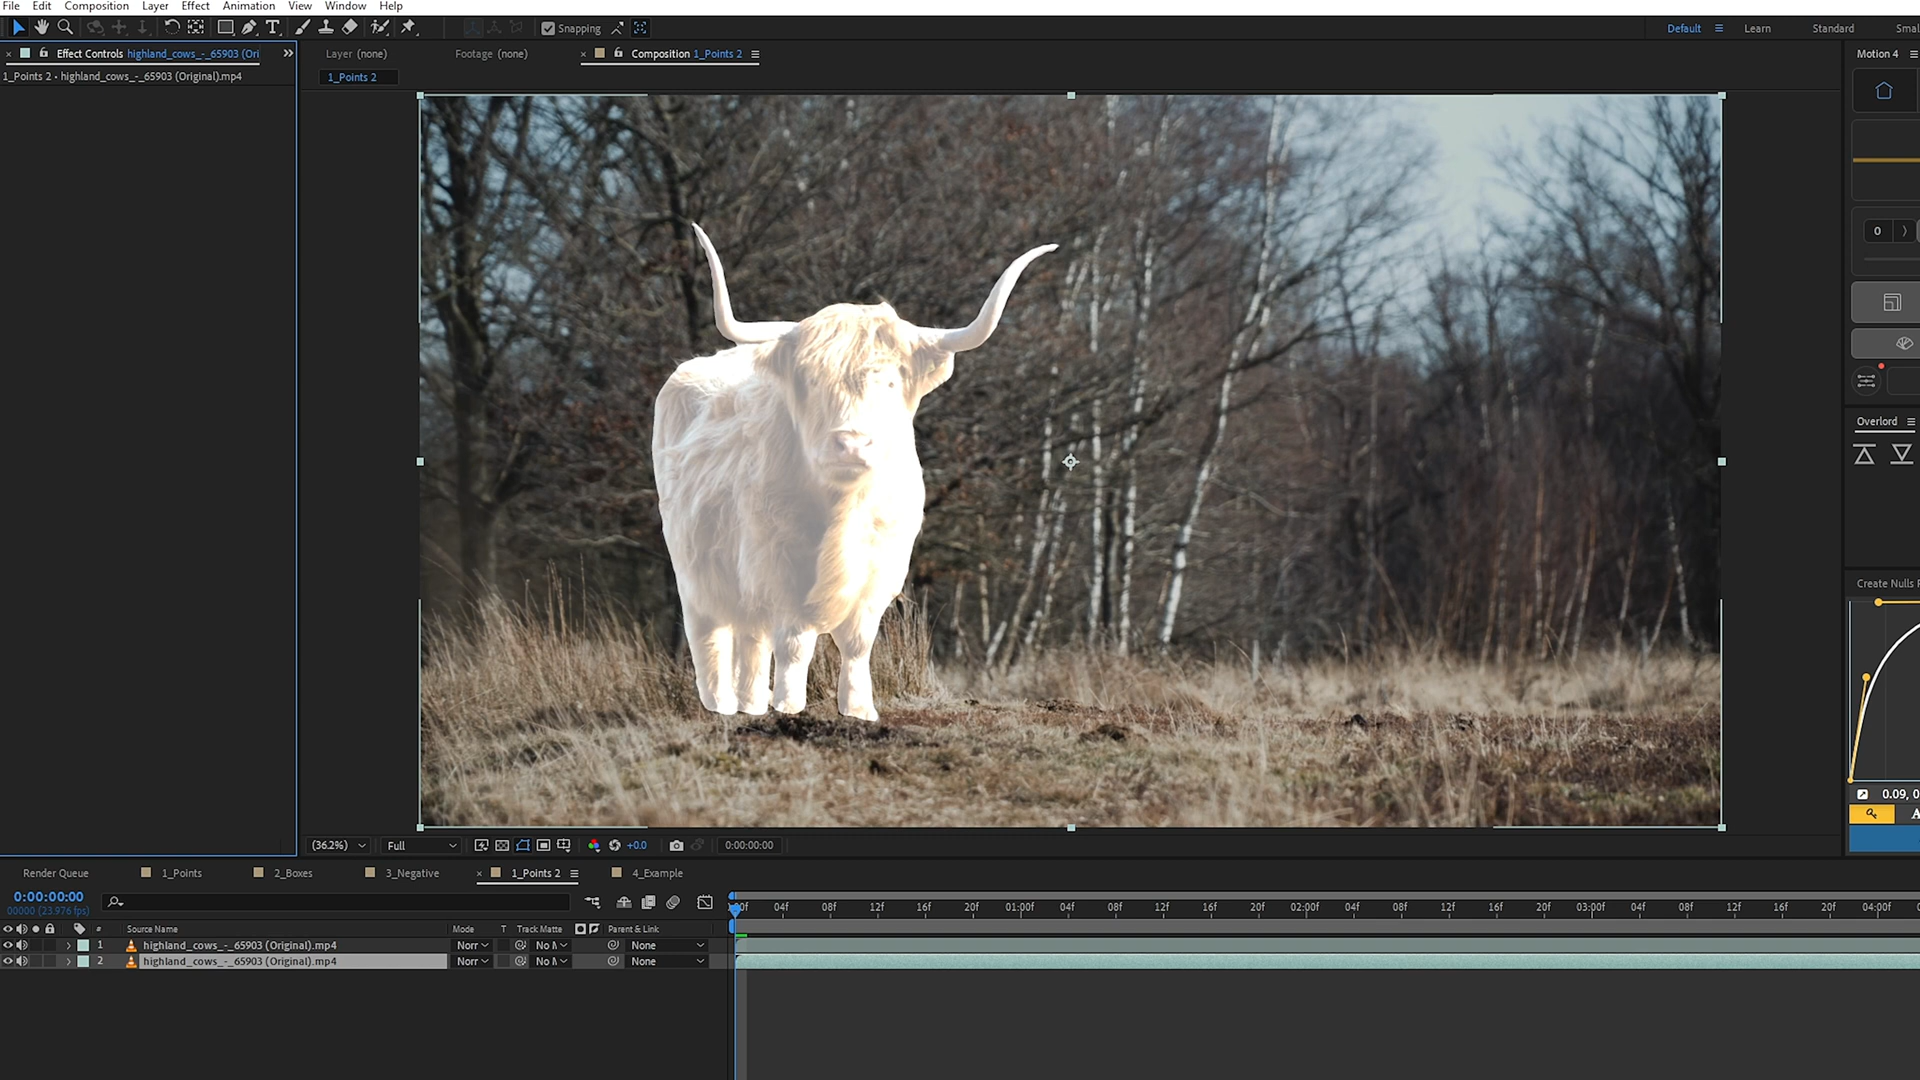 File Edit Composition Layer Effect Animation View Window Help
Snapping
Default Learn Standard
Effect Controls highland_cows_-_65903 (Ori
Layer (none) Footage (none) Composition 1_Points 2
Motion 4
1_Points 2 • highland_cows_-_65903 (Original).mp4
1_Points 2
0
Overlord
Create Nulls
0.09, 0
(36.2%) Full +0.0 0:00:00:00
Render Queue 1_Points 2_Boxes 3_Negative 1_Points 2 4_Example
0:00:00:00
00000 (23.976 fps)
04f 08f 12f 16f 20f 01:00f 04f 08f 12f 16f 20f 02:00f 04f 08f 12f 16f 20f 03:00f 04f 08f 12f 16f 20f 04:00f
# Source Name Mode T Track Matte Parent & Link
1 highland_cows_-_65903 (Original).mp4 Norr No None
2 highland_cows_-_65903 (Original).mp4 Norr No None